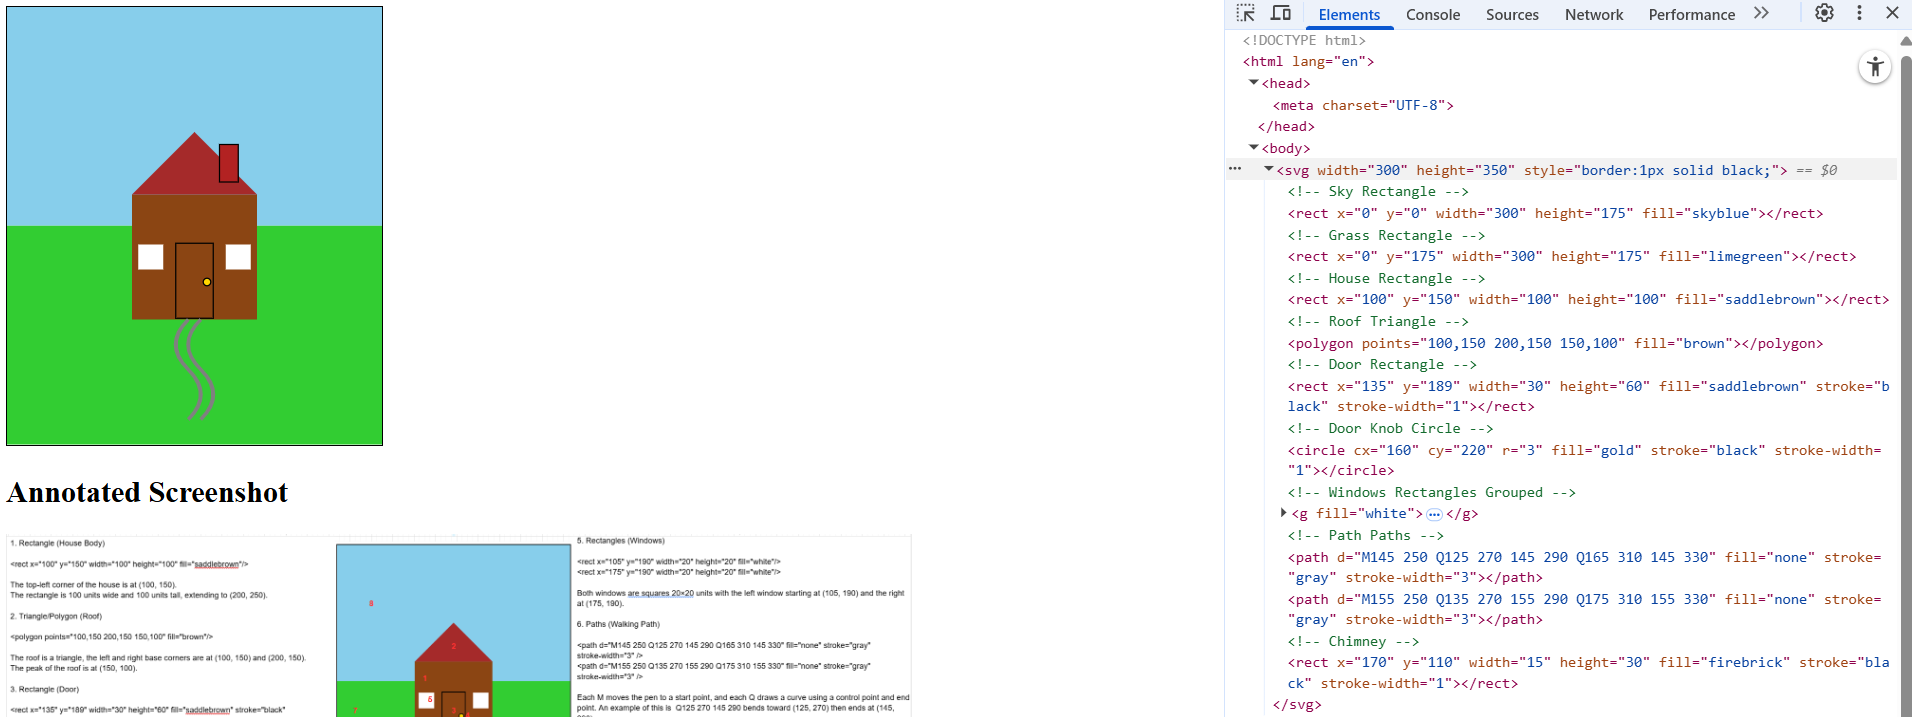 Annotated Screenshot
1. Rectangle (House Body)
<rect x="100" y="150" width="100" height="100" fill="saddlebrown"/>
The top-left corner of the house is at (100, 150).
The rectangle is 100 units wide and 100 units tall, extending to (200, 250).
2. Triangle/Polygon (Roof)
<polygon points="100,150 200,150 150,100" fill="brown"/>
The roof is a triangle, the left and right base corners are at (100, 150) and (200, 150).
The peak of the roof is at (150, 100).
3. Rectangle (Door)
<rect x="135" y="189" width="30" height="60" fill="saddlebrown" stroke="black"
8
2
1
6
3
7
5. Rectangles (Windows)
<rect x="105" y="190" width="20" height="20" fill="white"/>
<rect x="175" y="190" width="20" height="20" fill="white"/>
Both windows are squares 20×20 units with the left window starting at (105, 190) and the right
at (175, 190).
6. Paths (Walking Path)
<path d="M145 250 Q125 270 145 290 Q165 310 145 330" fill="none" stroke="gray"
stroke-width="3" />
<path d="M155 250 Q135 270 155 290 Q175 310 155 330" fill="none" stroke="gray"
stroke-width="3" />
Each M moves the pen to a start point, and each Q draws a curve using a control point and end
point. An example of this is Q125 270 145 290 bends toward (125, 270) then ends at (145,
Elements Console Sources Network Performance
<!DOCTYPE html>
<html lang="en">
<head>
<meta charset="UTF-8">
</head>
<body>
<svg width="300" height="350" style="border:1px solid black;"> == $0
<!-- Sky Rectangle -->
<rect x="0" y="0" width="300" height="175" fill="skyblue"></rect>
<!-- Grass Rectangle -->
<rect x="0" y="175" width="300" height="175" fill="limegreen"></rect>
<!-- House Rectangle -->
<rect x="100" y="150" width="100" height="100" fill="saddlebrown"></rect>
<!-- Roof Triangle -->
<polygon points="100,150 200,150 150,100" fill="brown"></polygon>
<!-- Door Rectangle -->
<rect x="135" y="189" width="30" height="60" fill="saddlebrown" stroke="b
lack" stroke-width="1"></rect>
<!-- Door Knob Circle -->
<circle cx="160" cy="220" r="3" fill="gold" stroke="black" stroke-width=
"1"></circle>
<!-- Windows Rectangles Grouped -->
<g fill="white">…</g>
<!-- Path Paths -->
<path d="M145 250 Q125 270 145 290 Q165 310 145 330" fill="none" stroke=
"gray" stroke-width="3"></path>
<path d="M155 250 Q135 270 155 290 Q175 310 155 330" fill="none" stroke=
"gray" stroke-width="3"></path>
<!-- Chimney -->
<rect x="170" y="110" width="15" height="30" fill="firebrick" stroke="bla
ck" stroke-width="1"></rect>
</svg>